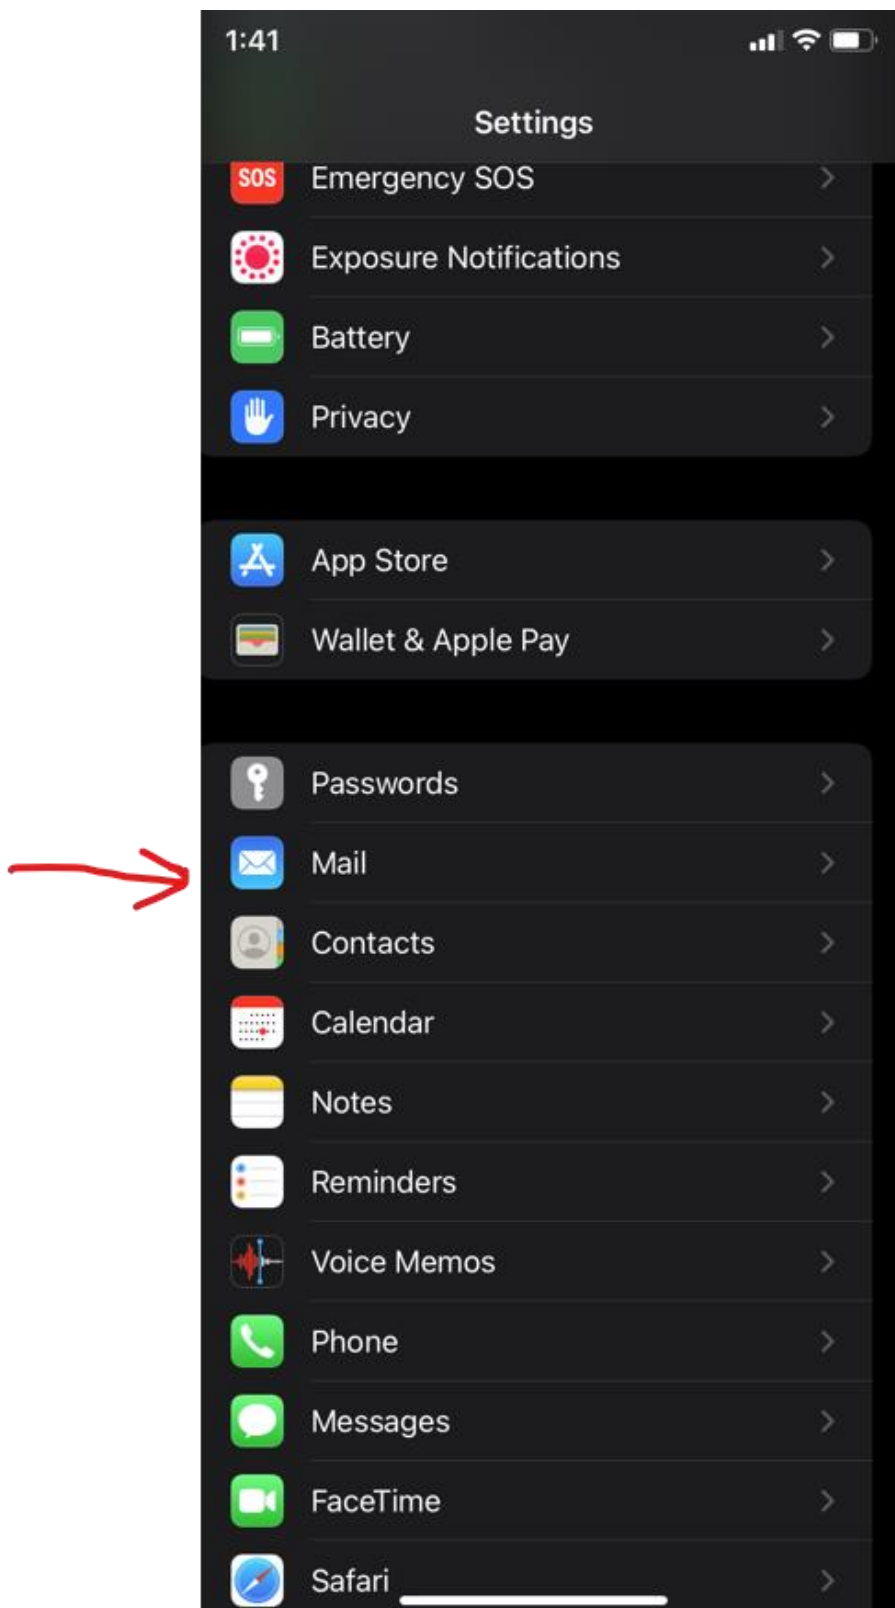 1:41
Settings
SOS Emergency SOS
Exposure Notifications
Battery
Privacy
App Store
Wallet & Apple Pay
Passwords
Mail
Contacts
Calendar
Notes
Reminders
Voice Memos
Phone
Messages
FaceTime
Safari